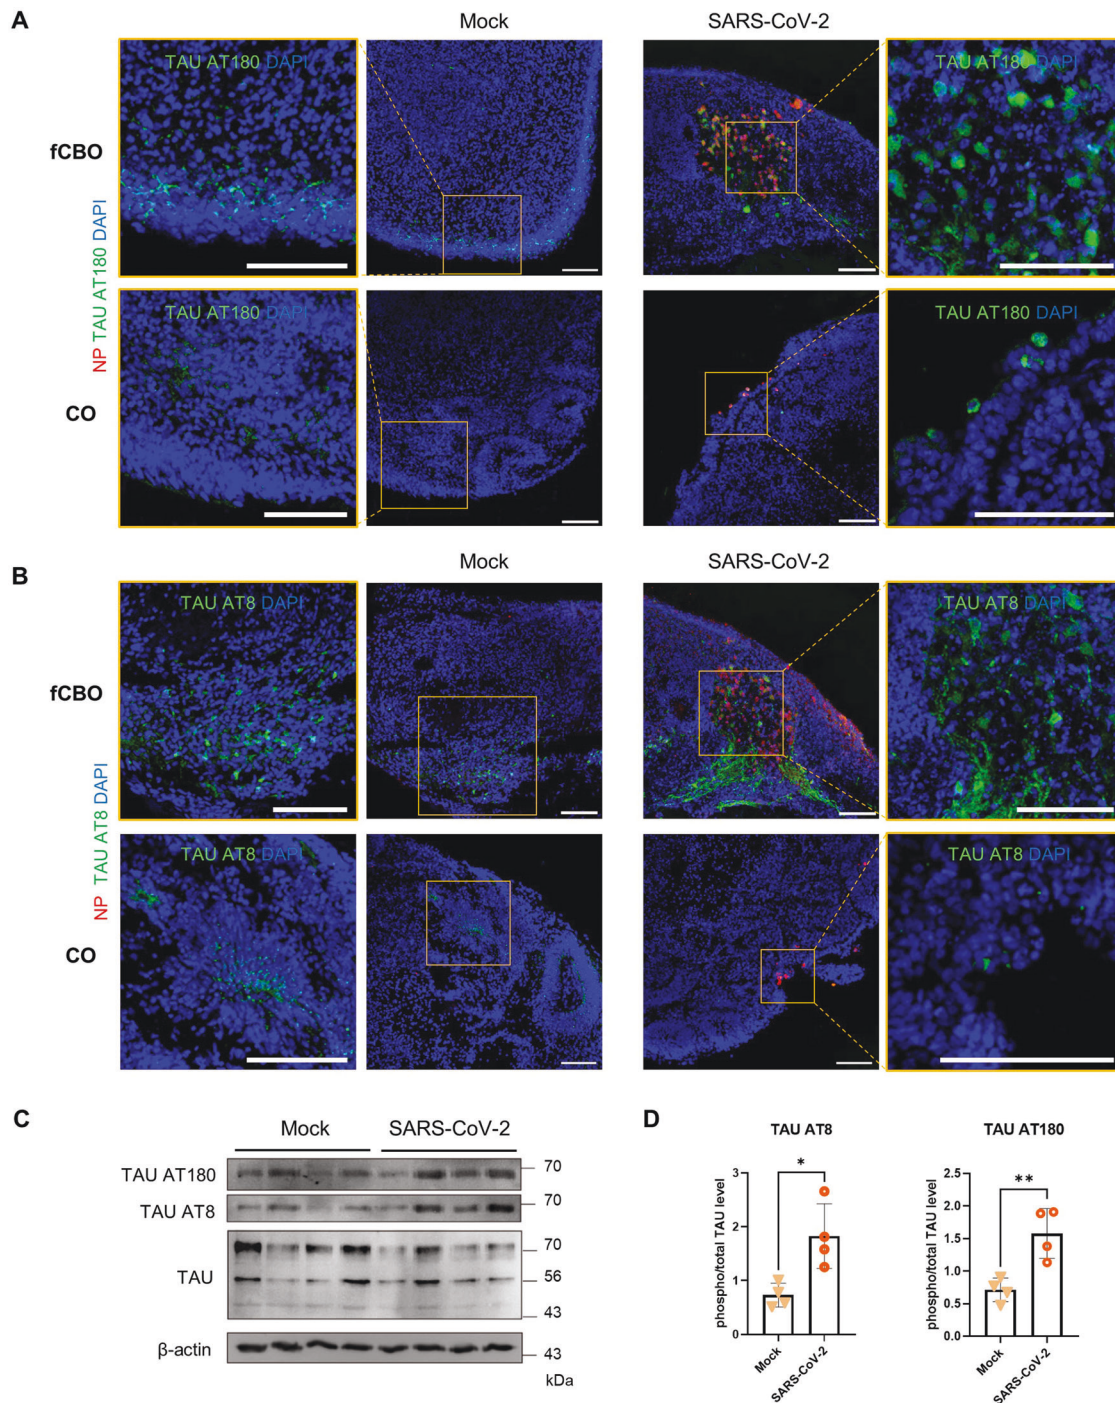 A
Mock
SARS-CoV-2
fCBO
TAU AT180 DAPI
TAU AT180 DAPI
NP TAU AT180 DAPI
CO
TAU AT180 DAPI
TAU AT180 DAPI
B
Mock
SARS-CoV-2
fCBO
TAU AT8 DAPI
TAU AT8 DAPI
NP TAU AT8 DAPI
CO
TAU AT8 DAPI
TAU AT8 DAPI
C
Mock
SARS-CoV-2
TAU AT180
70
TAU AT8
70
TAU
70
56
43
β-actin
43
kDa
D
TAU AT8
phospho/total TAU level
3
2
1
0
*
Mock
SARS-CoV-2
TAU AT180
phospho/total TAU level
2.5
2.0
1.5
1.0
0.5
0.0
**
Mock
SARS-CoV-2